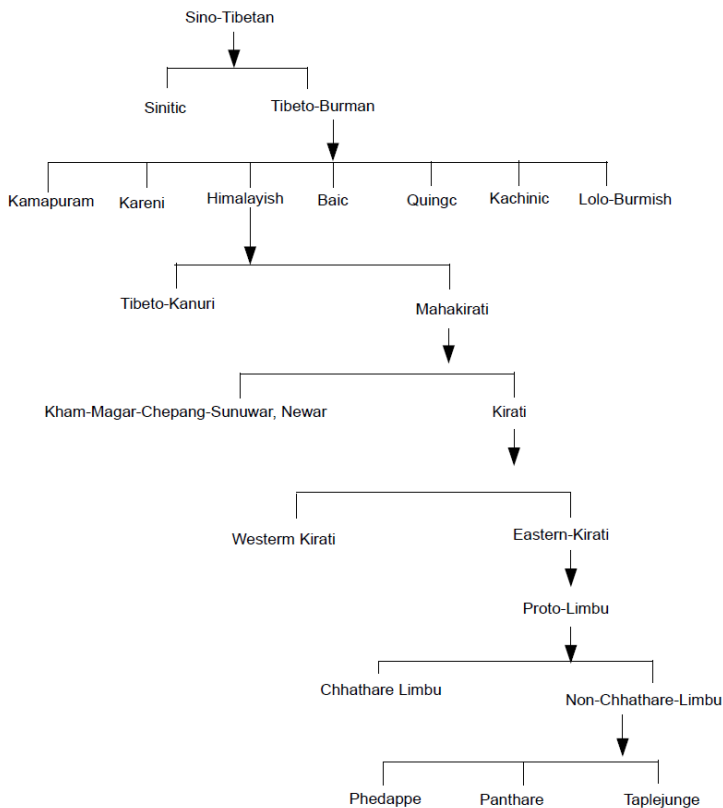 Sino-Tibetan
Sinitic
Tibeto-Burman
Kamapuram
Kareni
Himalayish
Baic
Quingc
Kachinic
Lolo-Burmish
Tibeto-Kanuri
Mahakirati
Kham-Magar-Chepang-Sunuwar, Newar
Kirati
Westerm Kirati
Eastern-Kirati
Proto-Limbu
Chhathare Limbu
Non-Chhathare-Limbu
Phedappe
Panthare
Taplejunge